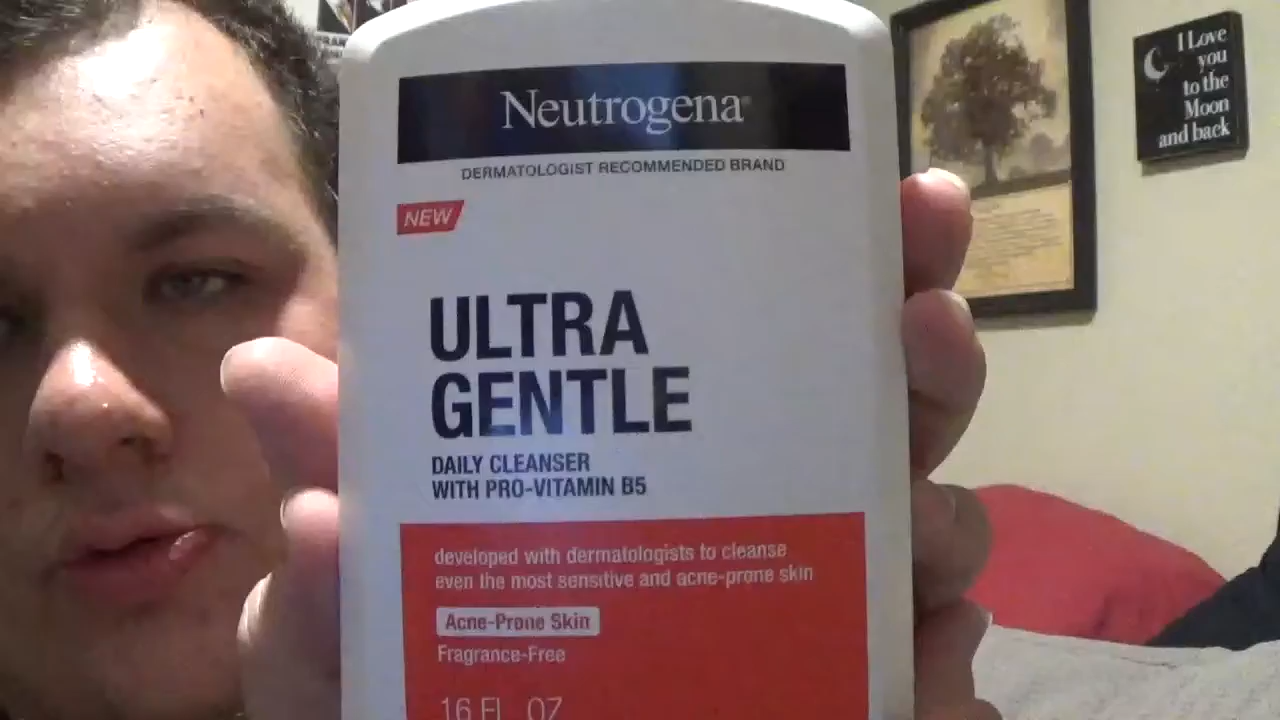 Neutrogena®
DERMATOLOGIST RECOMMENDED BRAND
NEW
ULTRA
GENTLE
DAILY CLEANSER
WITH PRO-VITAMIN B5
developed with dermatologists to cleanse
even the most sensitive and acne-prone skin
Acne-Prone Skin
Fragrance-Free
16 FL OZ
I Love
you
to the
Moon
and back